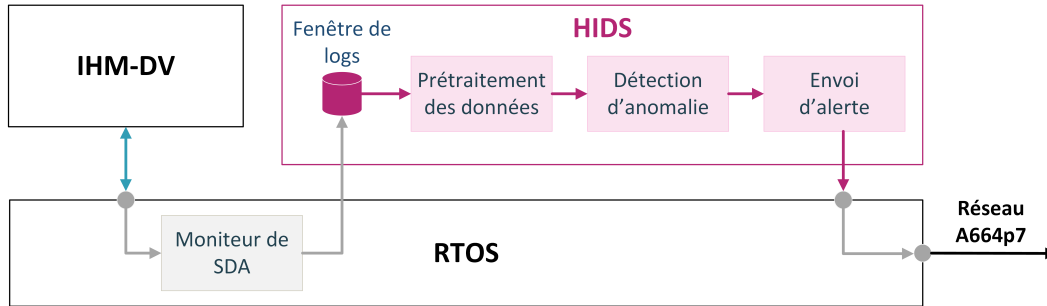 IHM-DV
HIDS
Fenêtre de
logs
Prétraitement
des données
Détection
d’anomalie
Envoi
d’alerte
Moniteur de
SDA
RTOS
Réseau
A664p7